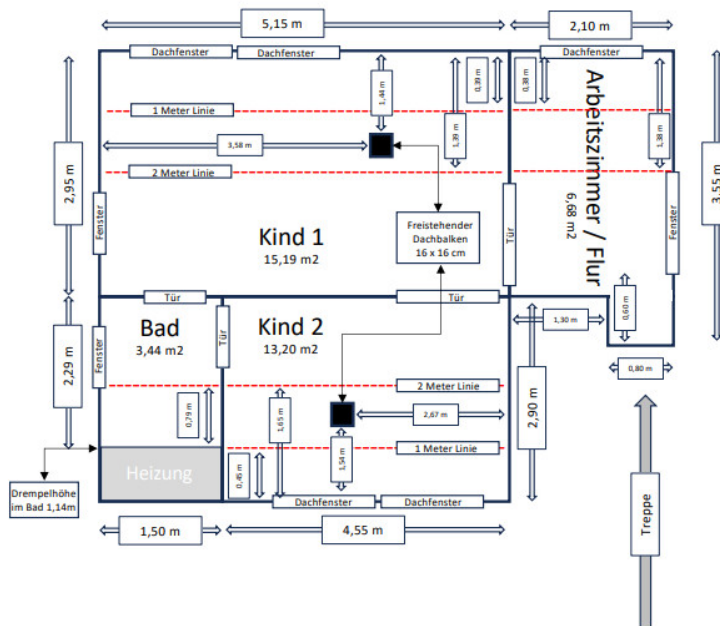 5,15 m
2,10 m
Dachfenster
Dachfenster
Dachfenster
1,44 m
0,39 m
0,38 m
1 Meter Linie
3,58 m
1,39 m
1,38 m
2 Meter Linie
2,95 m
3,55 m
Arbeitszimmer / Flur
6,68 m2
Fenster
Kind 1
15,19 m2
Freistehender
Dachbalken
16 x 16 cm
Tür
Fenster
Tür
Tür
0,60 m
1,30 m
Bad
3,44 m2
Tür
Kind 2
13,20 m2
Fenster
2,29 m
0,80 m
2 Meter Linie
0,79 m
1,65 m
2,67 m
2,90 m
1 Meter Linie
1,54 m
0,45 m
Heizung
Drempelhöhe
im Bad 1,14m
Dachfenster
Dachfenster
1,50 m
4,55 m
Treppe